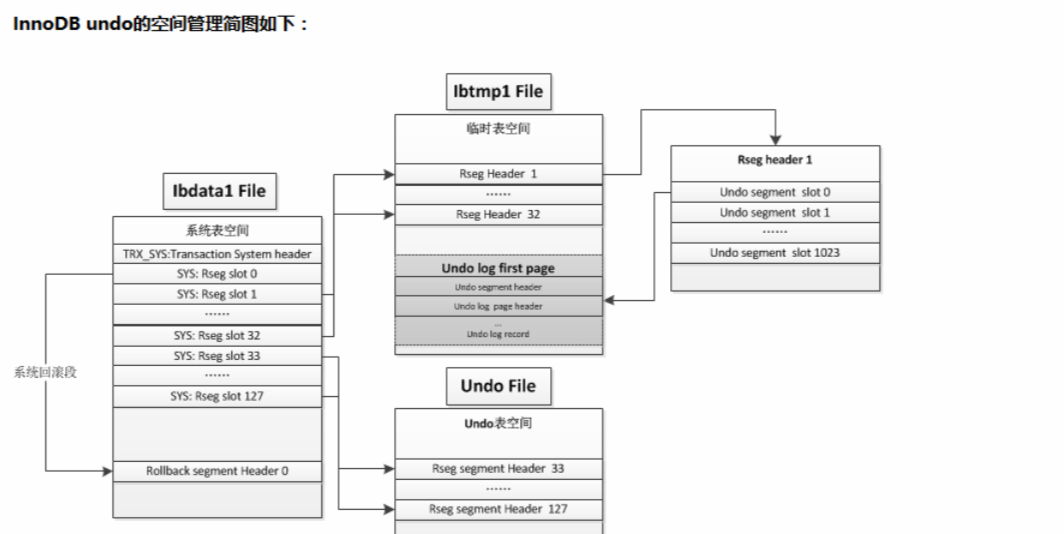 InnoDB undo的空间管理简图如下：
Ibtmp1 File
临时表空间
Rseg Header 1
······
Rseg Header 32
Undo log first page
Undo segment header
Undo log page header
...
Undo log record
Rseg header 1
Undo segment slot 0
Undo segment slot 1
······
Undo segment slot 1023
Ibdata1 File
系统表空间
TRX_SYS:Transaction System header
SYS: Rseg slot 0
SYS: Rseg slot 1
······
SYS: Rseg slot 32
SYS: Rseg slot 33
······
SYS: Rseg slot 127
Rollback segment Header 0
系统回滚段
Undo File
Undo表空间
Rseg segment Header 33
······
Rseg segment Header 127